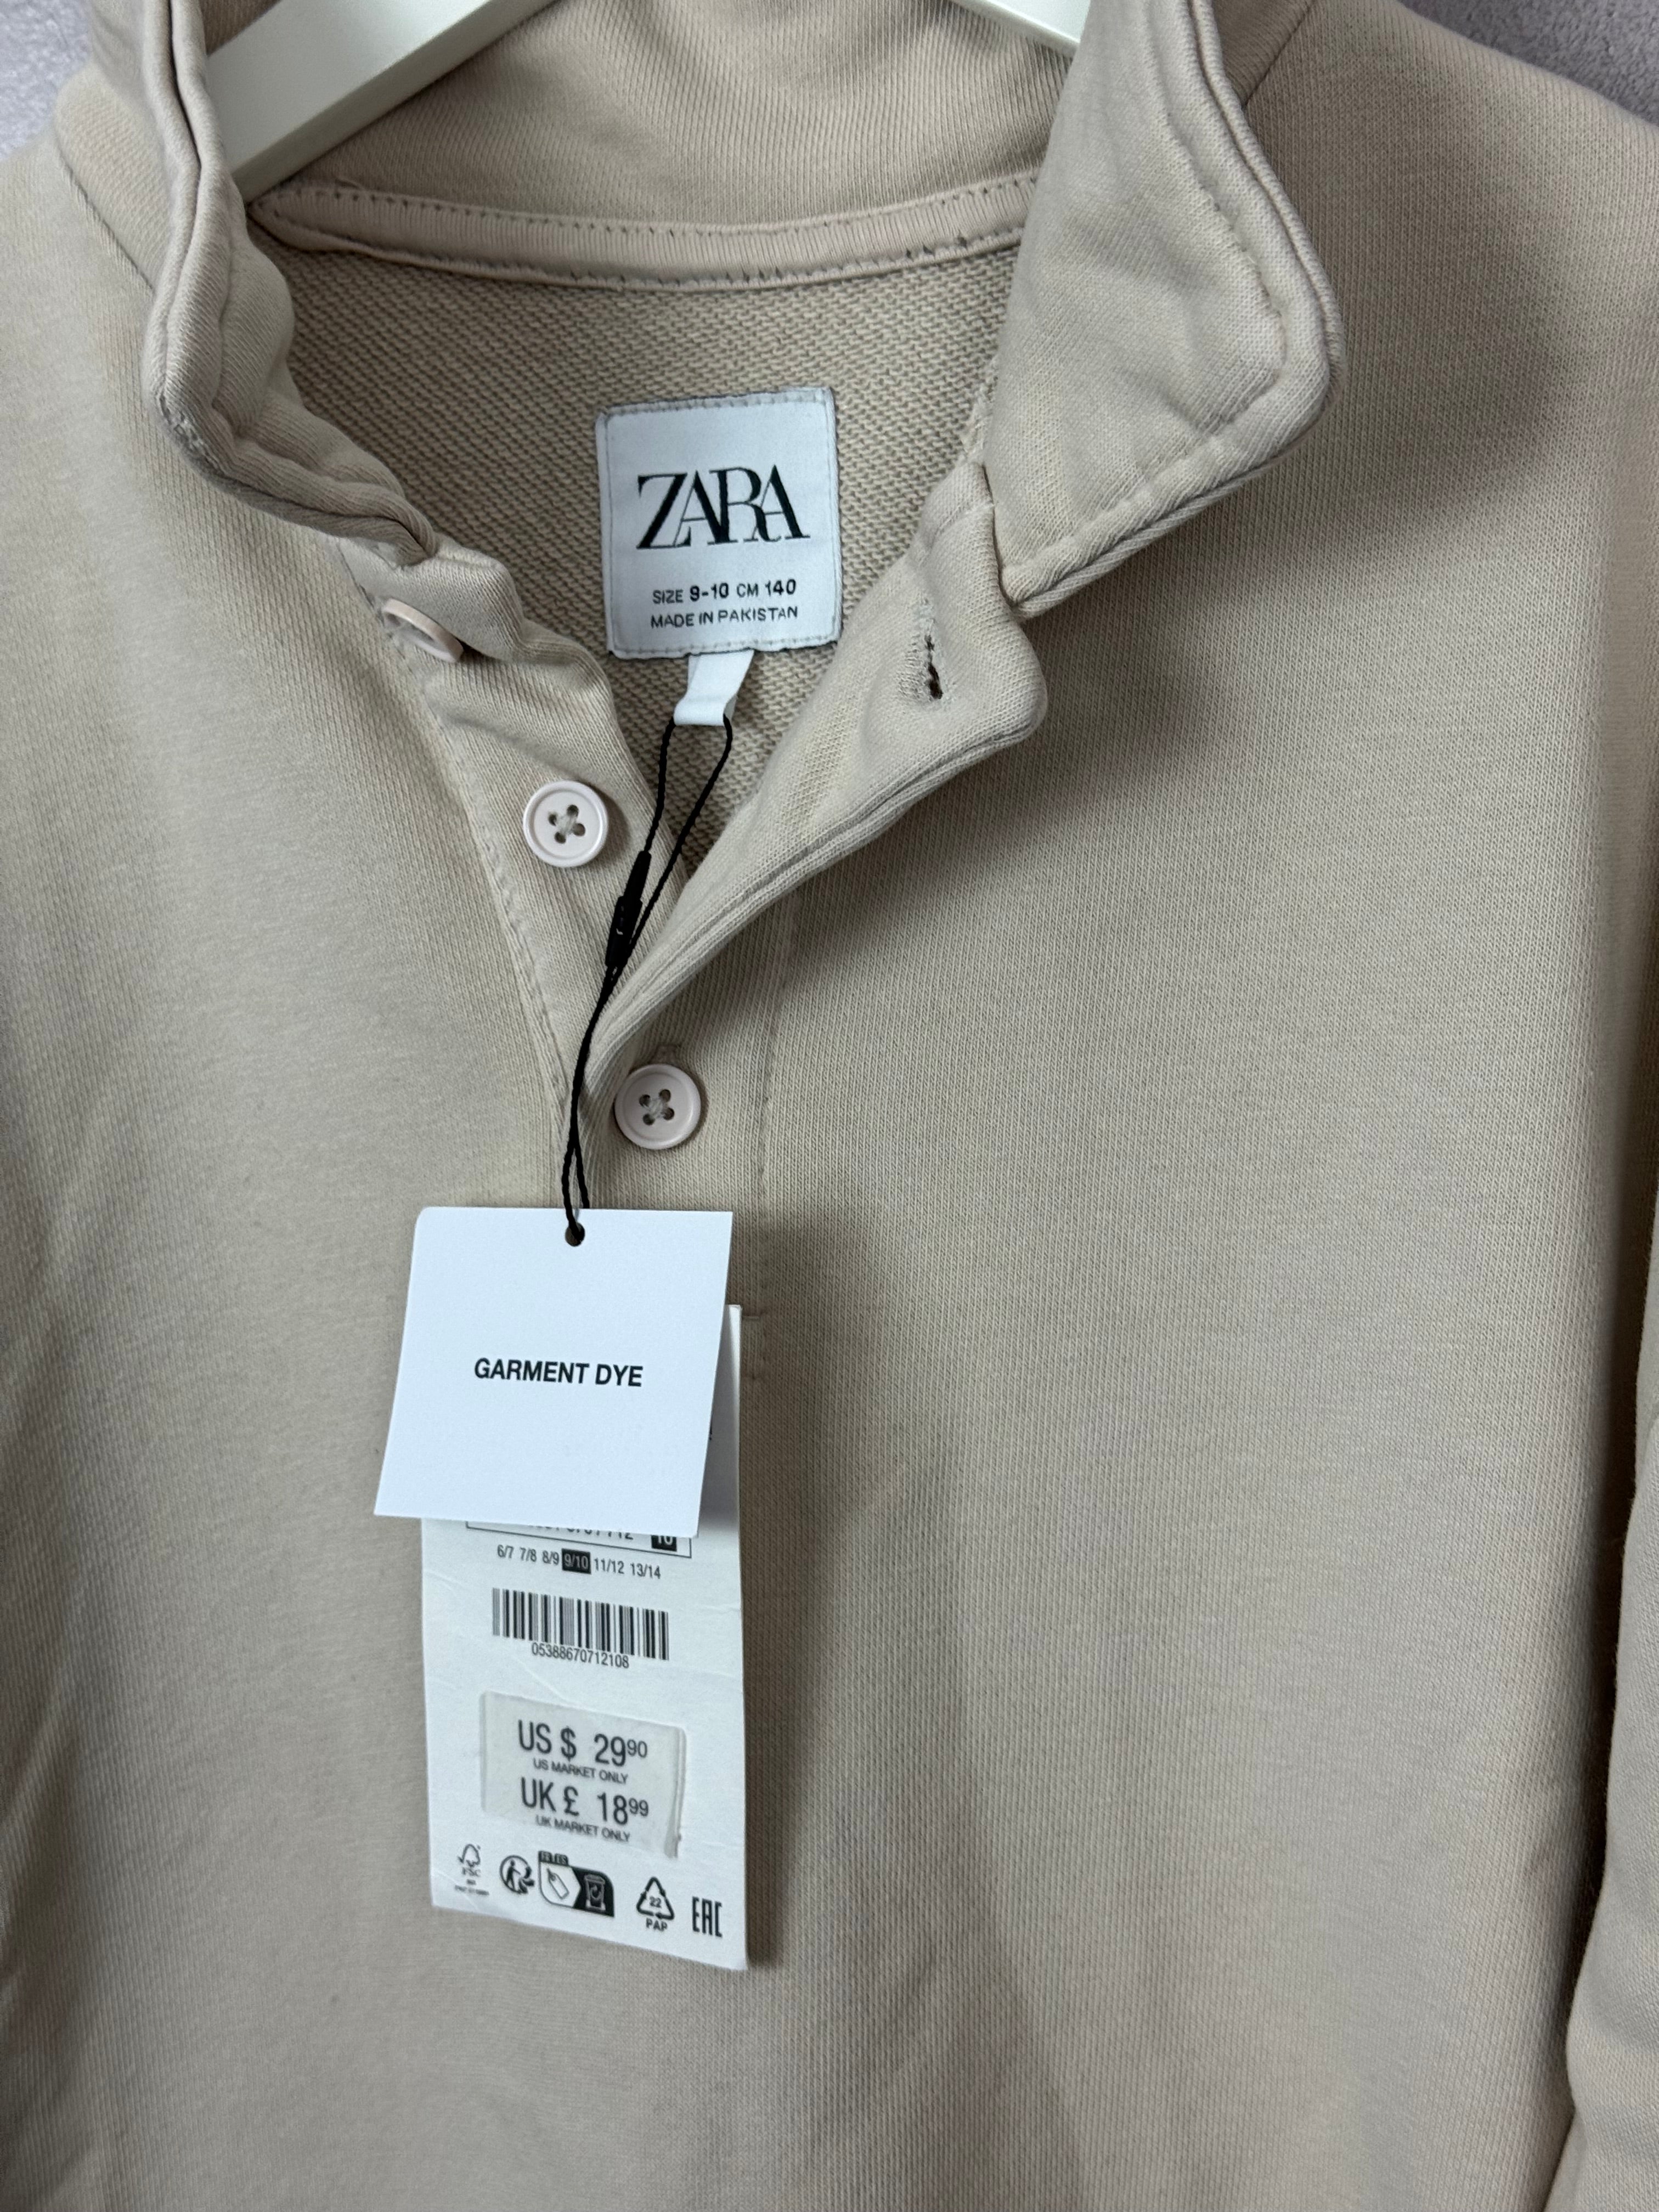 ZARA
SIZE 9-10 CM 140
MADE IN PAKISTAN
GARMENT DYE
6/7 7/8 8/9 9/10 11/12 13/14
05388670712108
US $ 29.90
US MARKET ONLY
UK £ 18.99
UK MARKET ONLY
FSC
22
PAP
EAC